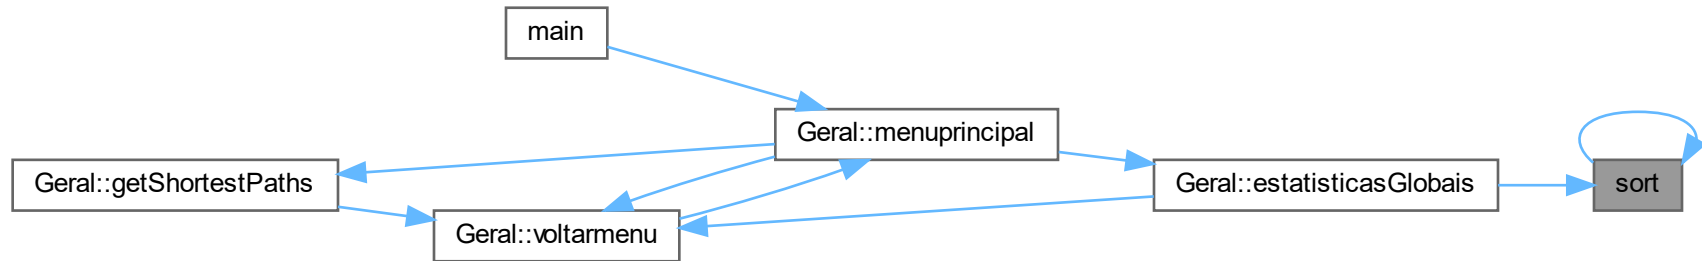 main
Geral::menuprincipal
Geral::getShortestPaths
Geral::estatisticasGlobais
sort
Geral::voltarmenu